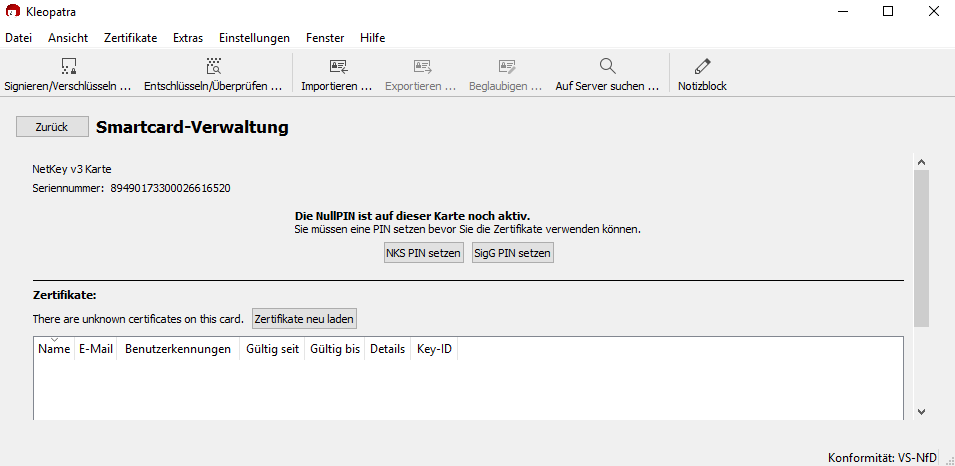 Kleopatra
Datei Ansicht Zertifikate Extras Einstellungen Fenster Hilfe
Signieren/Verschlüsseln ... Entschlüsseln/Überprüfen ... Importieren ... Exportieren ... Beglaubigen ... Auf Server suchen ... Notizblock
Zurück Smartcard-Verwaltung
NetKey v3 Karte
Seriennummer: 89490173300026616520
Die NullPIN ist auf dieser Karte noch aktiv.
Sie müssen eine PIN setzen bevor Sie die Zertifikate verwenden können.
NKS PIN setzen SigG PIN setzen
Zertifikate:
There are unknown certificates on this card. Zertifikate neu laden
Name E-Mail Benutzerkennungen Gültig seit Gültig bis Details Key-ID
Konformität: VS-NfD